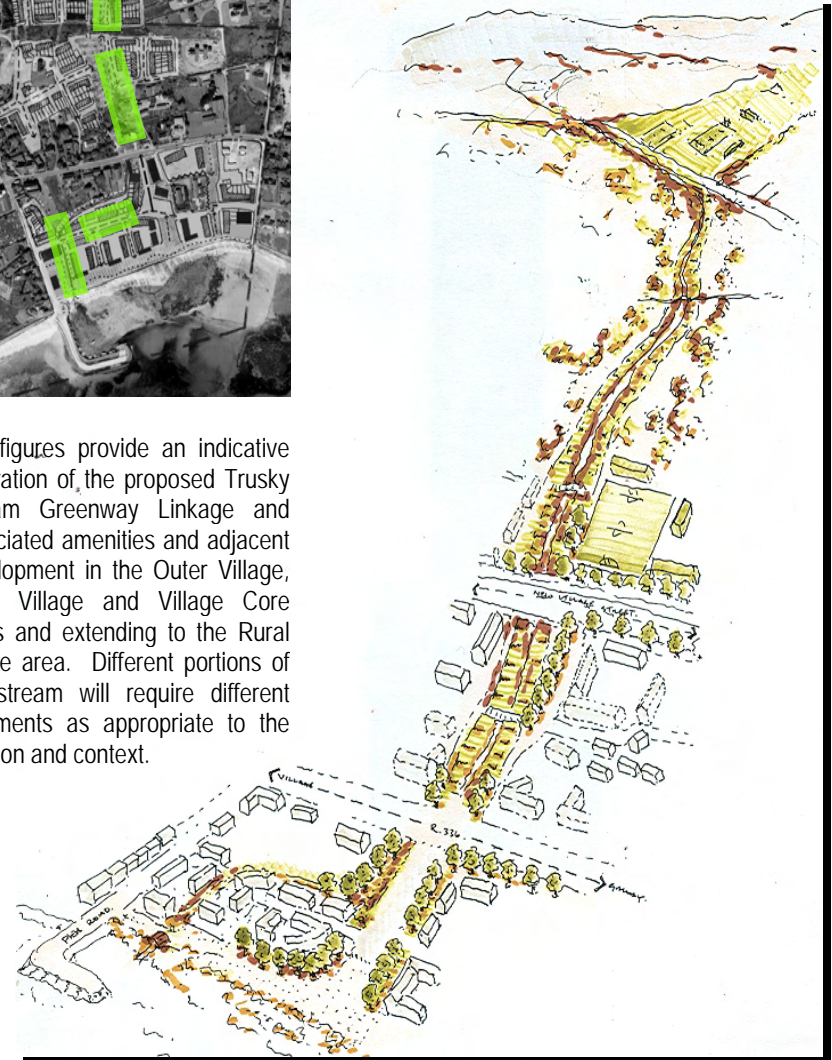 figures provide an indicative
ration of the proposed Trusky
am Greenway Linkage and
ciated amenities and adjacent
lopment in the Outer Village,
Village and Village Core
s and extending to the Rural
e area. Different portions of
stream will require different
ments as appropriate to the
on and context.
NEW VILLAGE STREET.
VILLAGE
R.336
GALWAY.
PIER ROAD